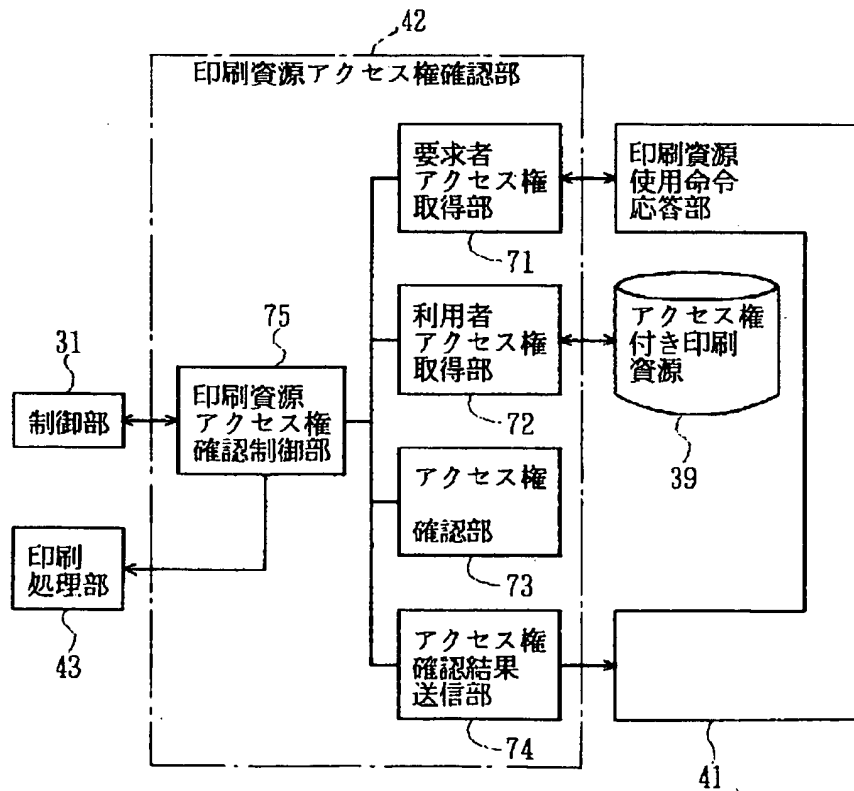 42
印刷資源アクセス権確認部
要求者
アクセス権
取得部
71
印刷資源
使用命令
応答部
利用者
アクセス権
取得部
72
アクセス権
付き印刷
資源
39
75
印刷資源
アクセス権
確認制御部
31
制御部
アクセス権
確認部
73
印刷
処理部
43
アクセス権
確認結果
送信部
74
41